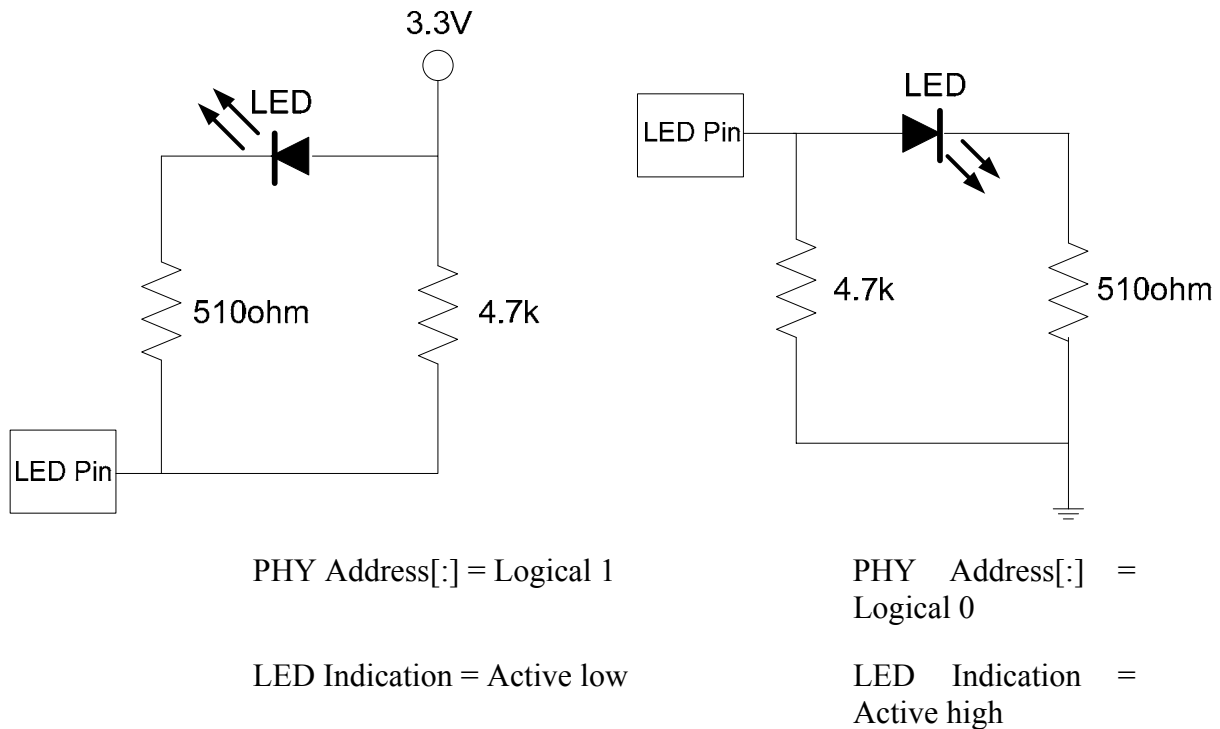 3.3V
LED
510ohm
4.7k
LED Pin
LED
LED Pin
4.7k
510ohm
PHY Address[:] = Logical 1
LED Indication = Active low
PHY Address[:] =
Logical 0
LED Indication =
Active high